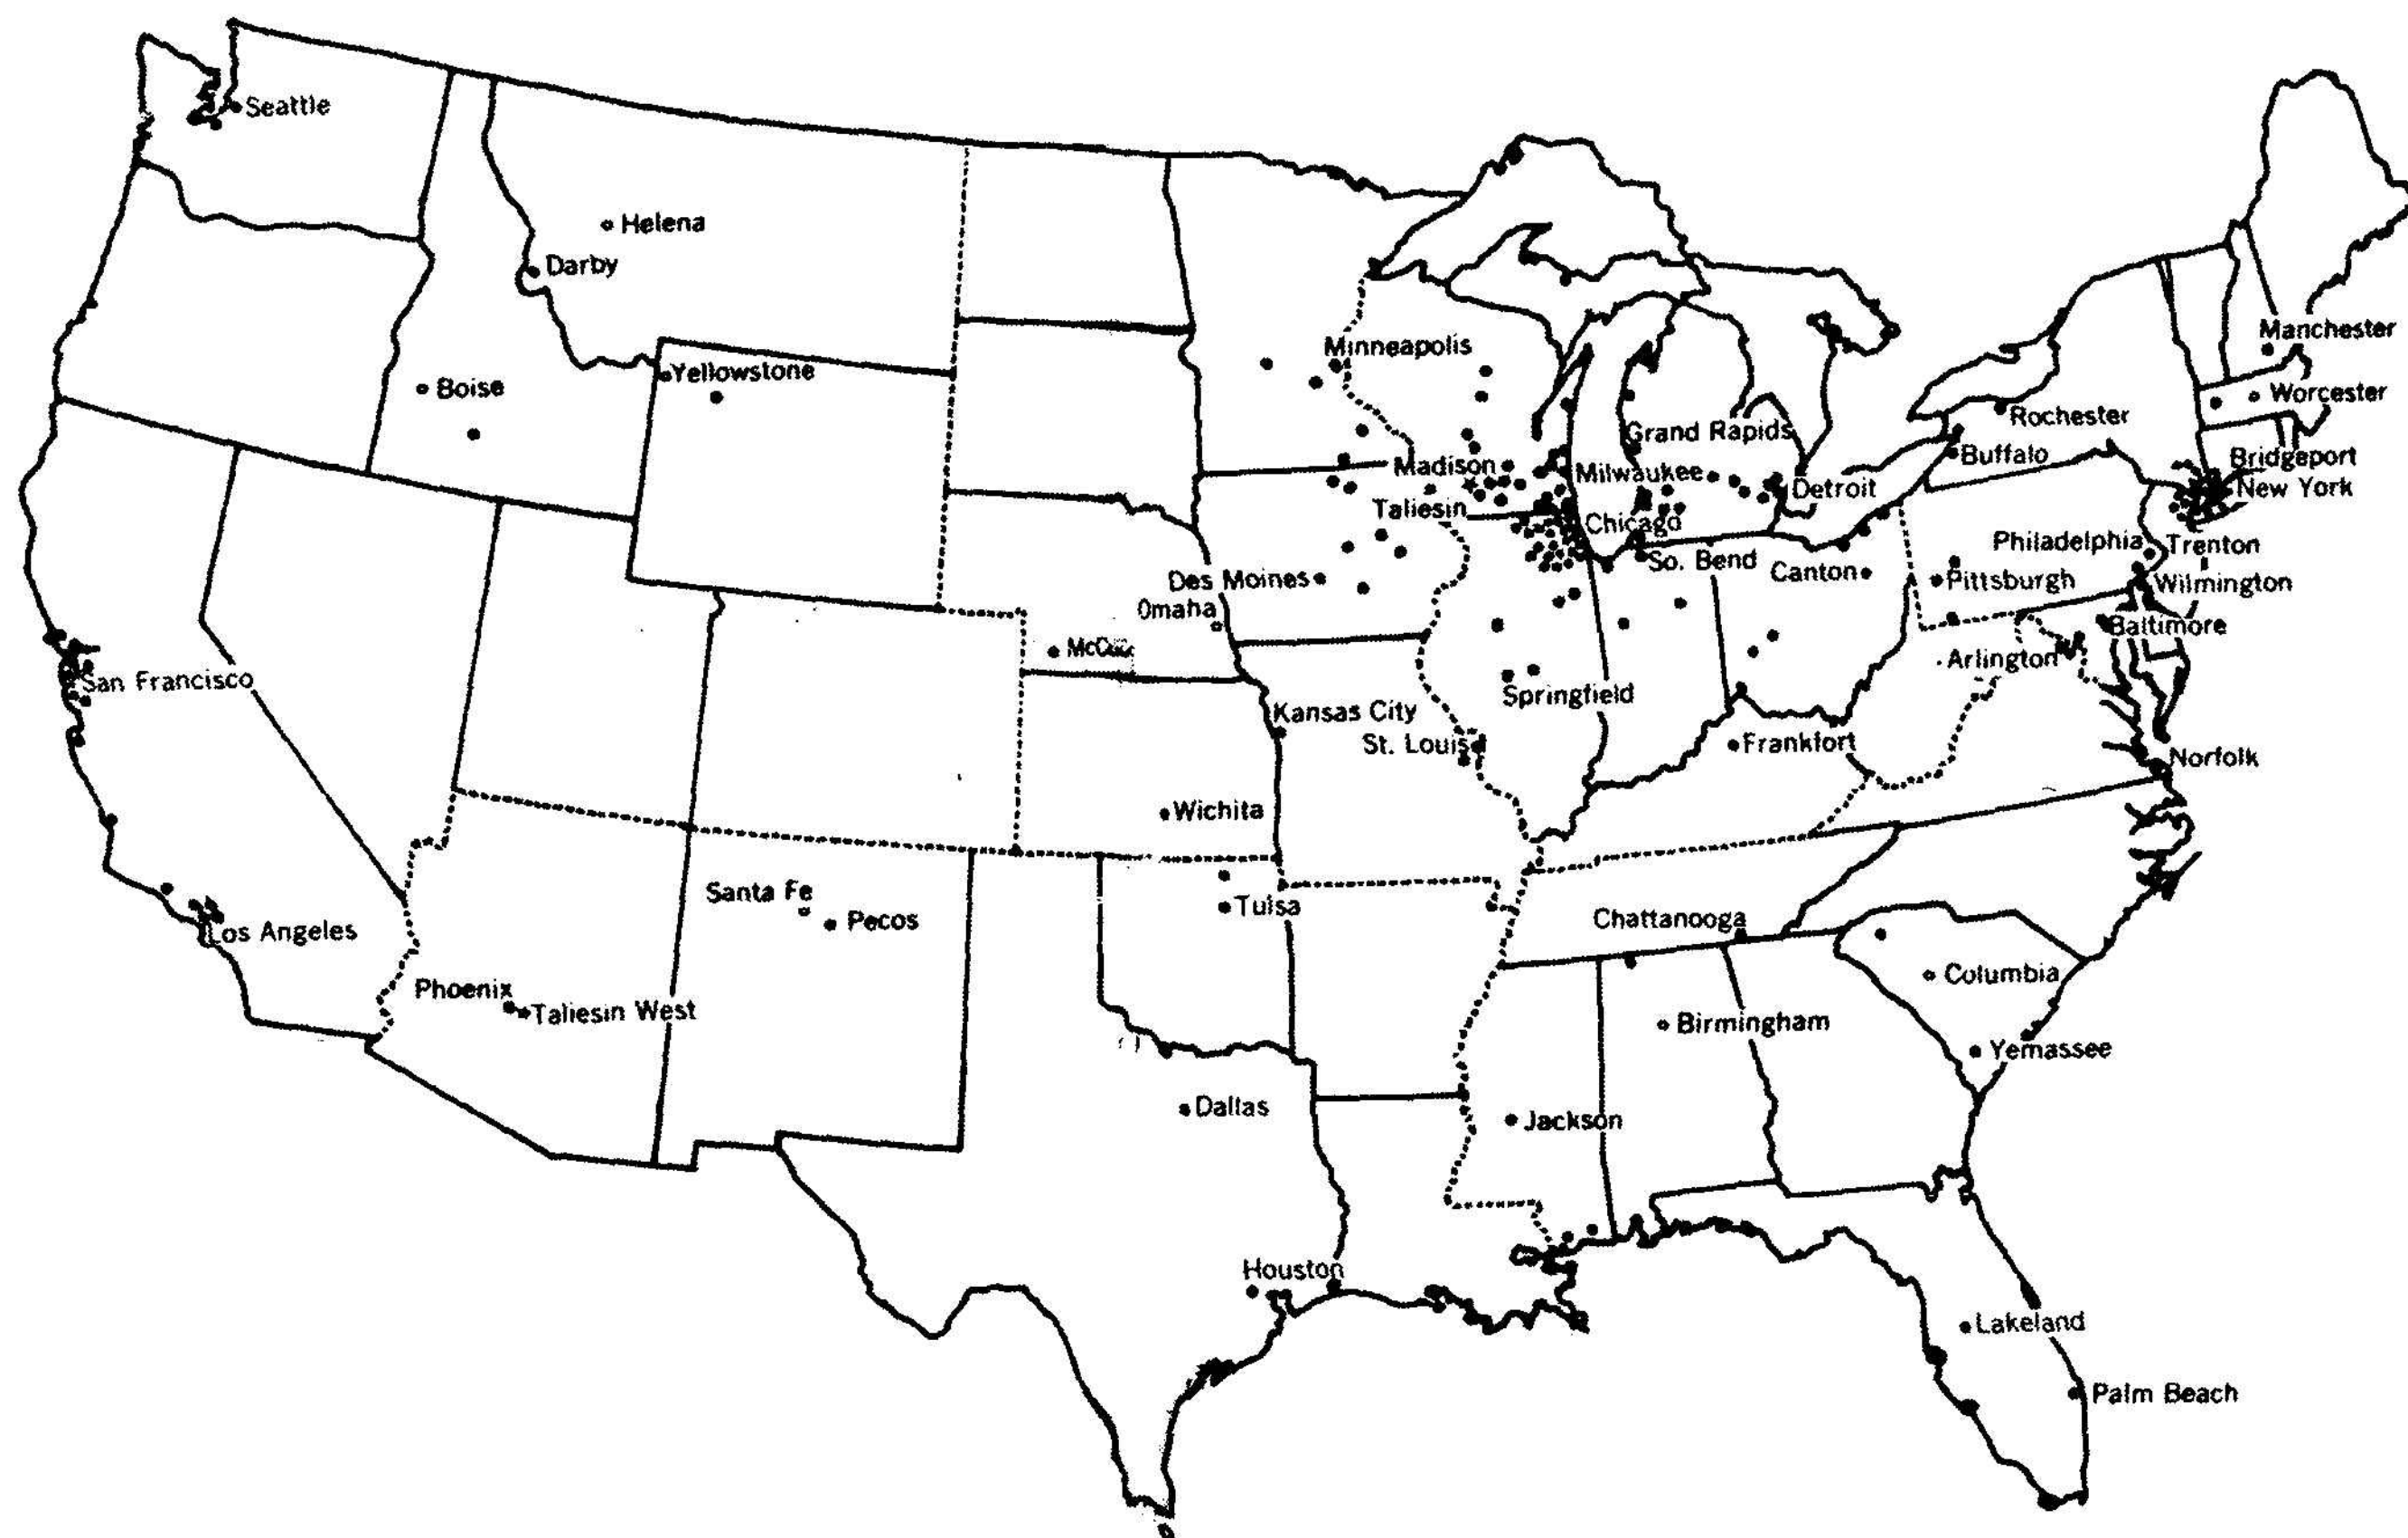 Seattle
Helena
Darby
Minneapolis
Manchester
Yellowstone
Boise
Worcester
Rochester
Grand Rapids
Buffalo
Bridgeport
Madison
Milwaukee
Detroit
New York
Taliesin
Chicago
Philadelphia
Trenton
So. Bend
Canton
Des Moines
Pittsburgh
Wilmington
Omaha
Baltimore
Arlington
San Francisco
Springfield
Kansas City
St. Louis
Frankfort
Norfolk
Wichita
Santa Fe
Pecos
Tulsa
Chattanooga
Los Angeles
Columbia
Phoenix
Taliesin West
Birmingham
Yemassee
Dallas
Jackson
Houston
Lakeland
Palm Beach